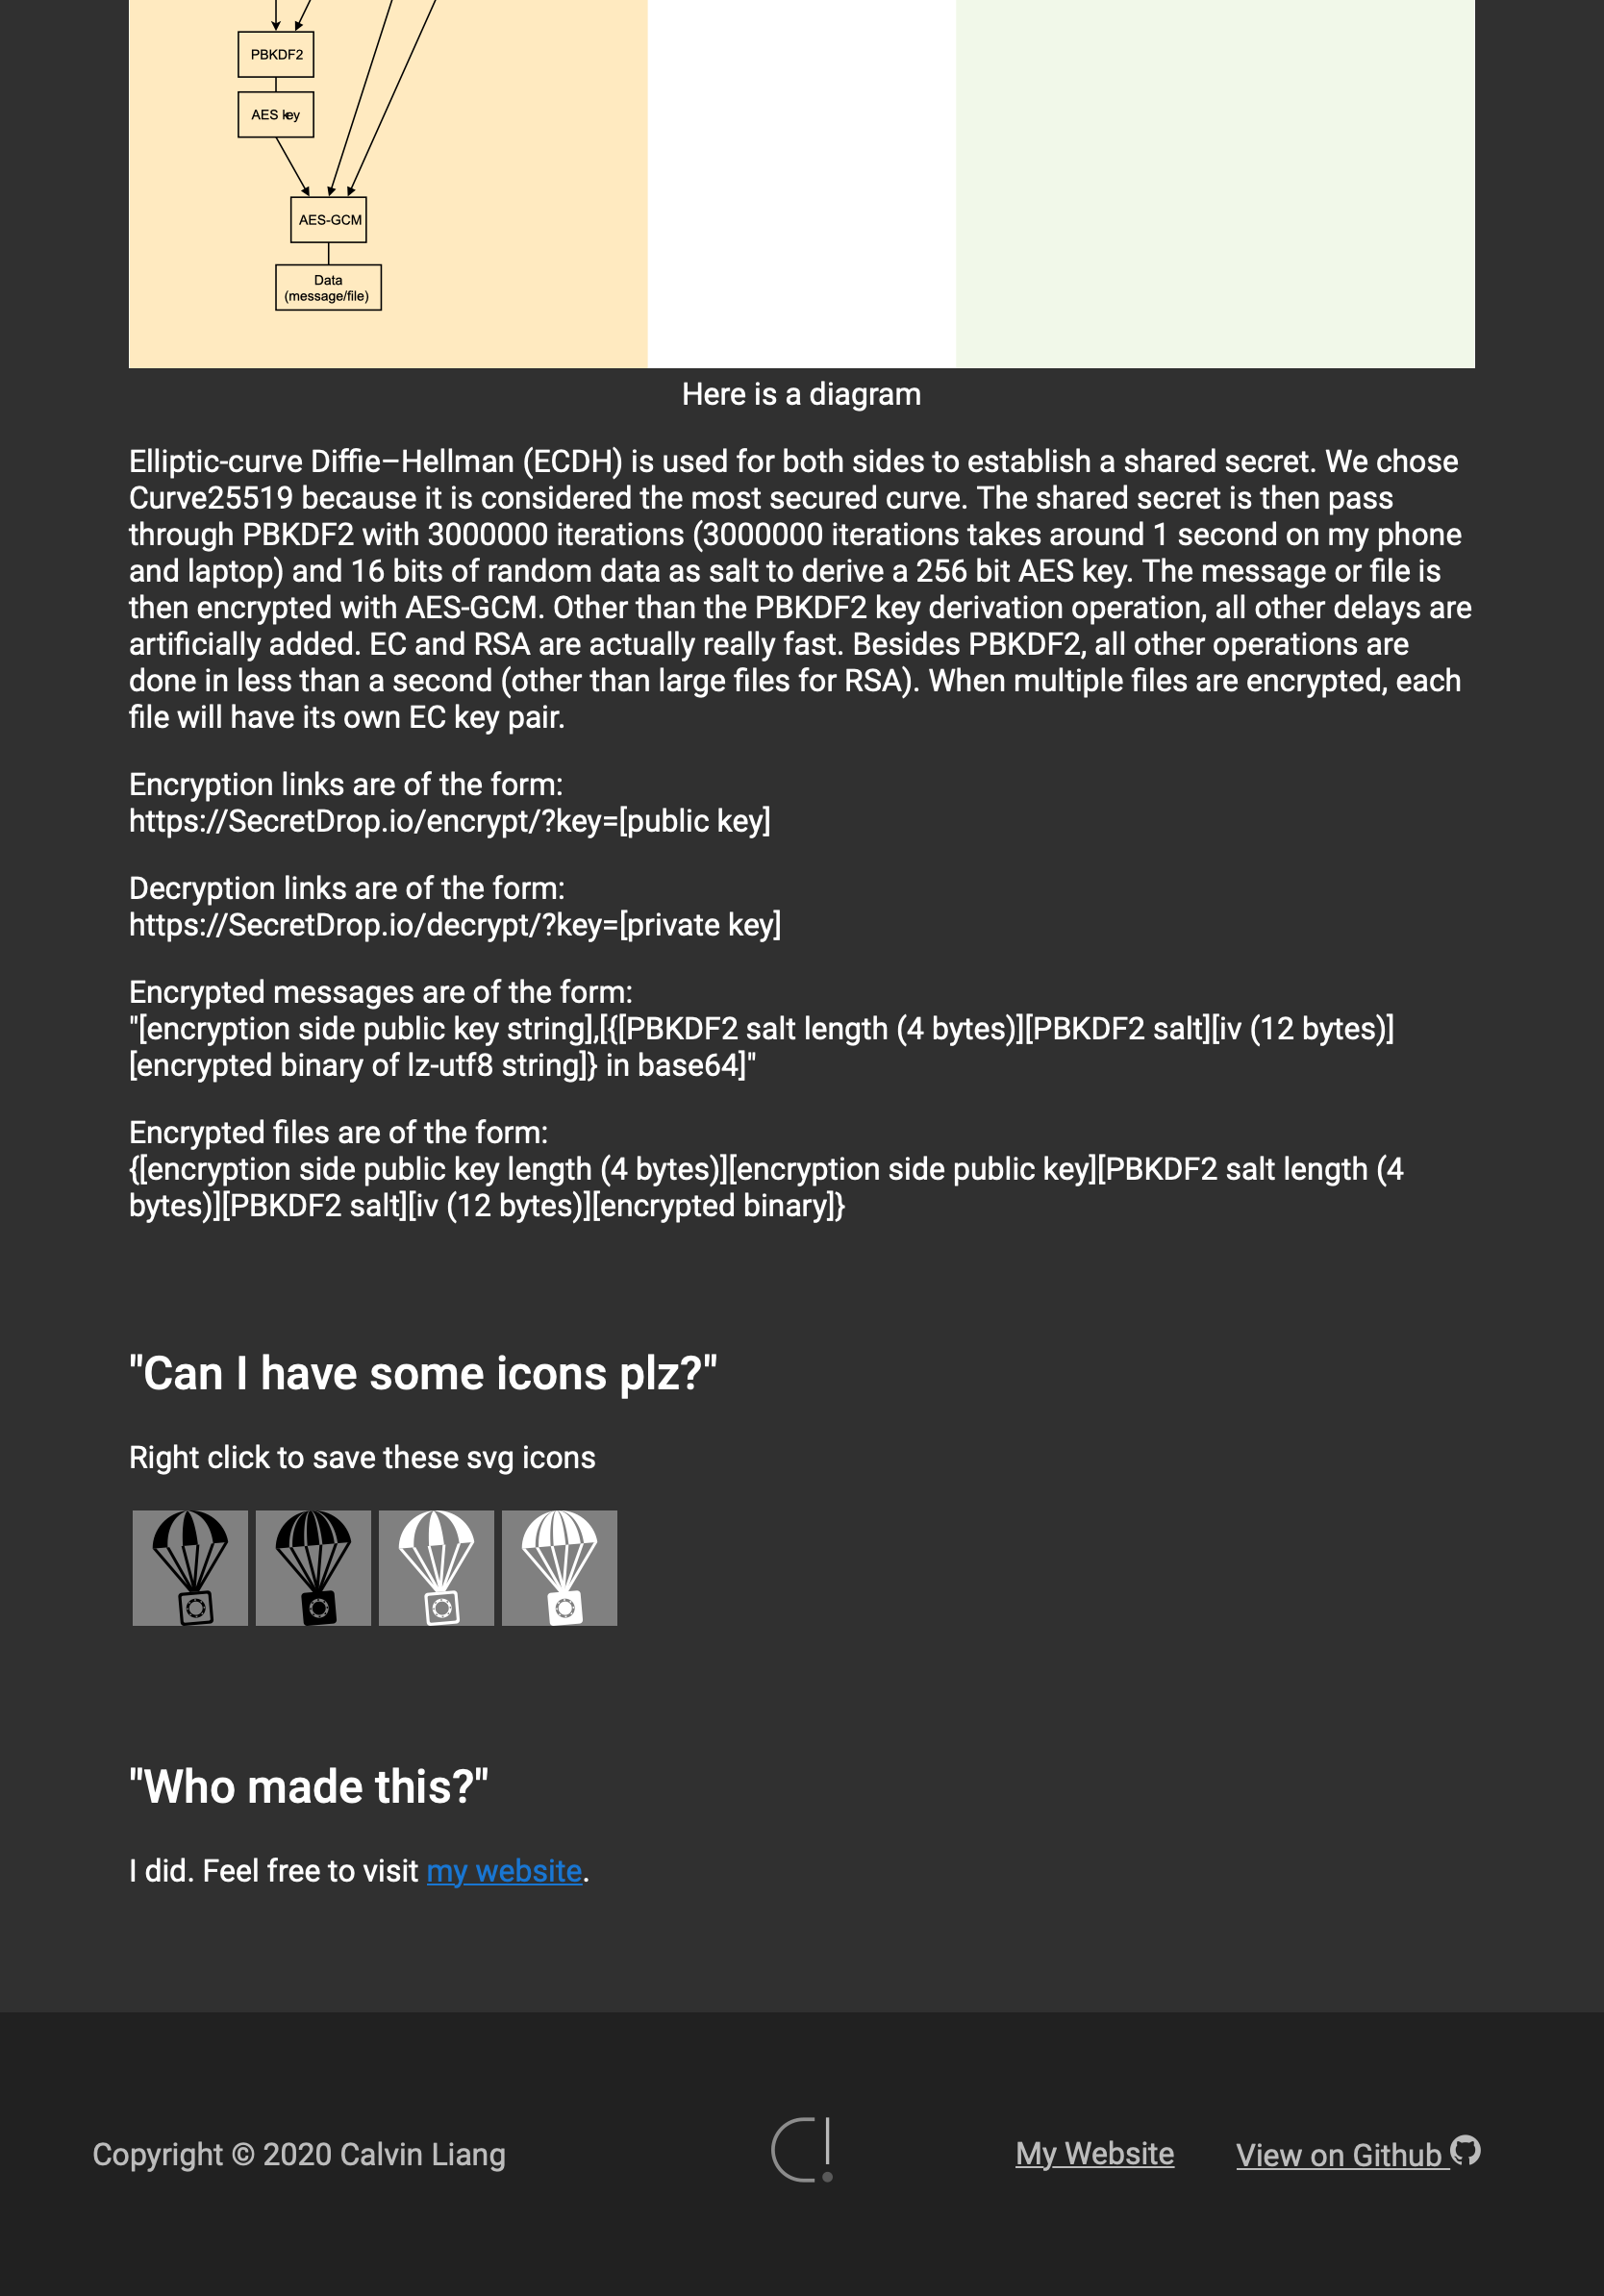 PBKDF2
AES key
AES-GCM
Data
(message/file)
Here is a diagram
Elliptic-curve Diffie–Hellman (ECDH) is used for both sides to establish a shared secret. We chose
Curve25519 because it is considered the most secured curve. The shared secret is then pass
through PBKDF2 with 3000000 iterations (3000000 iterations takes around 1 second on my phone
and laptop) and 16 bits of random data as salt to derive a 256 bit AES key. The message or file is
then encrypted with AES-GCM. Other than the PBKDF2 key derivation operation, all other delays are
artificially added. EC and RSA are actually really fast. Besides PBKDF2, all other operations are
done in less than a second (other than large files for RSA). When multiple files are encrypted, each
file will have its own EC key pair.
Encryption links are of the form:
https://SecretDrop.io/encrypt/?key=[public key]
Decryption links are of the form:
https://SecretDrop.io/decrypt/?key=[private key]
Encrypted messages are of the form:
"[encryption side public key string],[{[PBKDF2 salt length (4 bytes)][PBKDF2 salt][iv (12 bytes)]
[encrypted binary of lz-utf8 string]} in base64]"
Encrypted files are of the form:
{[encryption side public key length (4 bytes)][encryption side public key][PBKDF2 salt length (4
bytes)][PBKDF2 salt][iv (12 bytes)][encrypted binary]}
"Can I have some icons plz?"
Right click to save these svg icons
"Who made this?"
I did. Feel free to visit my website.
Copyright © 2020 Calvin Liang
My Website
View on Github